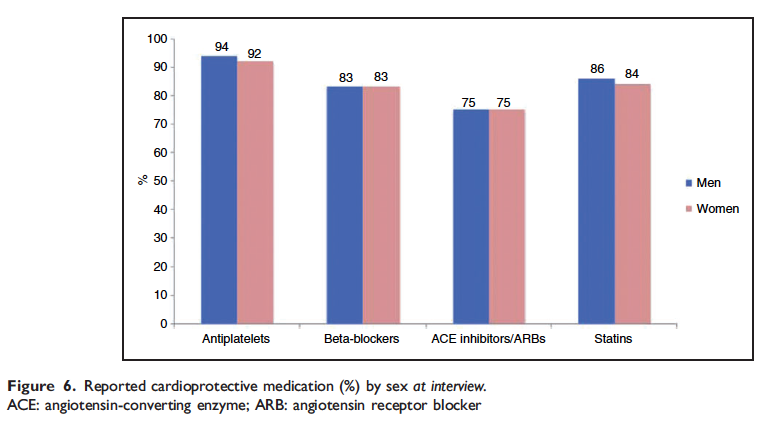 100
94
92
90
83
83
86
84
80
75
75
70
60
%
50
Men
40
Women
30
20
10
0
Antiplatelets
Beta-blockers
ACE inhibitors/ARBs
Statins
Figure 6. Reported cardioprotective medication (%) by sex at interview.
ACE: angiotensin-converting enzyme; ARB: angiotensin receptor blocker